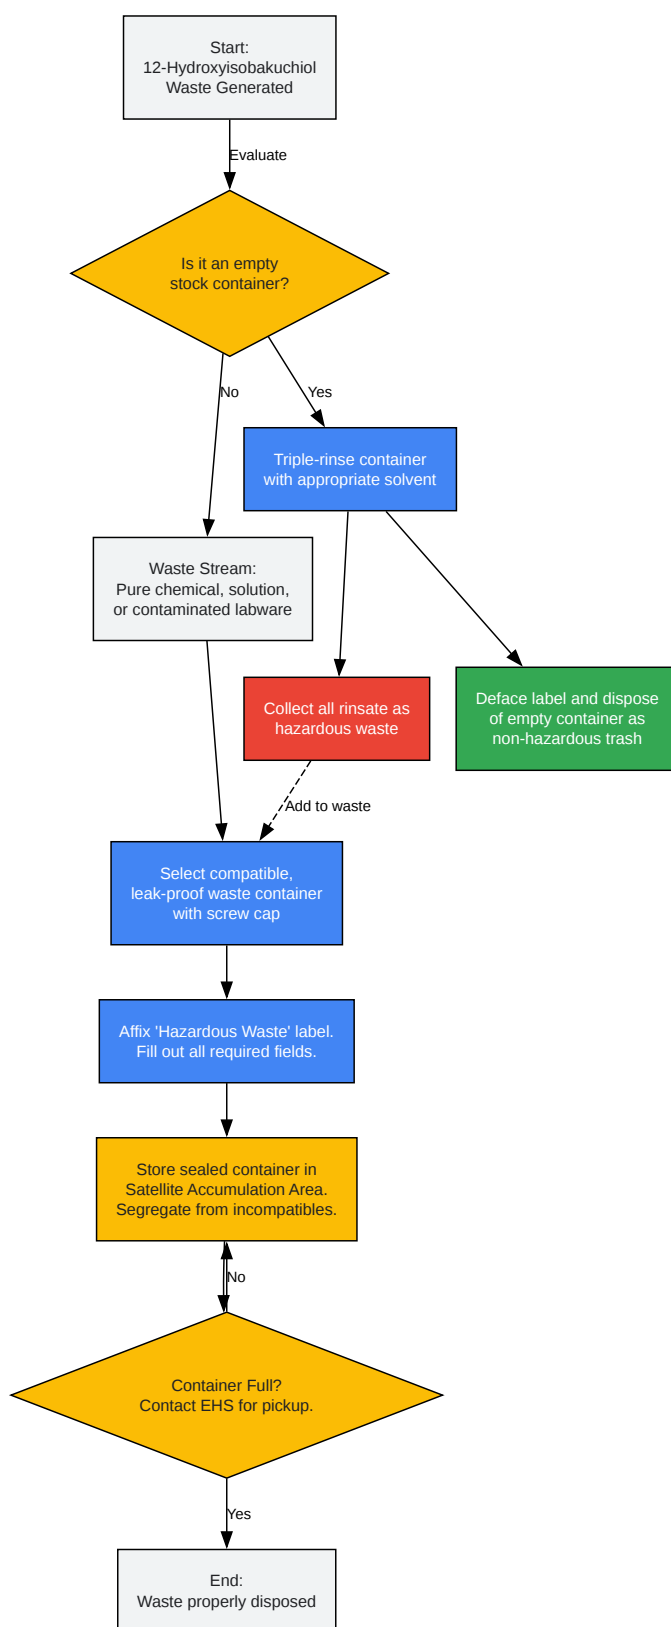 Start:
12-Hydroxyisobakuchiol
Waste Generated
Evaluate
Is it an empty
stock container?
No
Yes
Triple-rinse container
with appropriate solvent
Waste Stream:
Pure chemical, solution,
or contaminated labware
Collect all rinsate as
hazardous waste
Deface label and dispose
of empty container as
non-hazardous trash
Add to waste
Select compatible,
leak-proof waste container
with screw cap
Affix 'Hazardous Waste' label.
Fill out all required fields.
Store sealed container in
Satellite Accumulation Area.
Segregate from incompatibles.
No
Container Full?
Contact EHS for pickup.
Yes
End:
Waste properly disposed